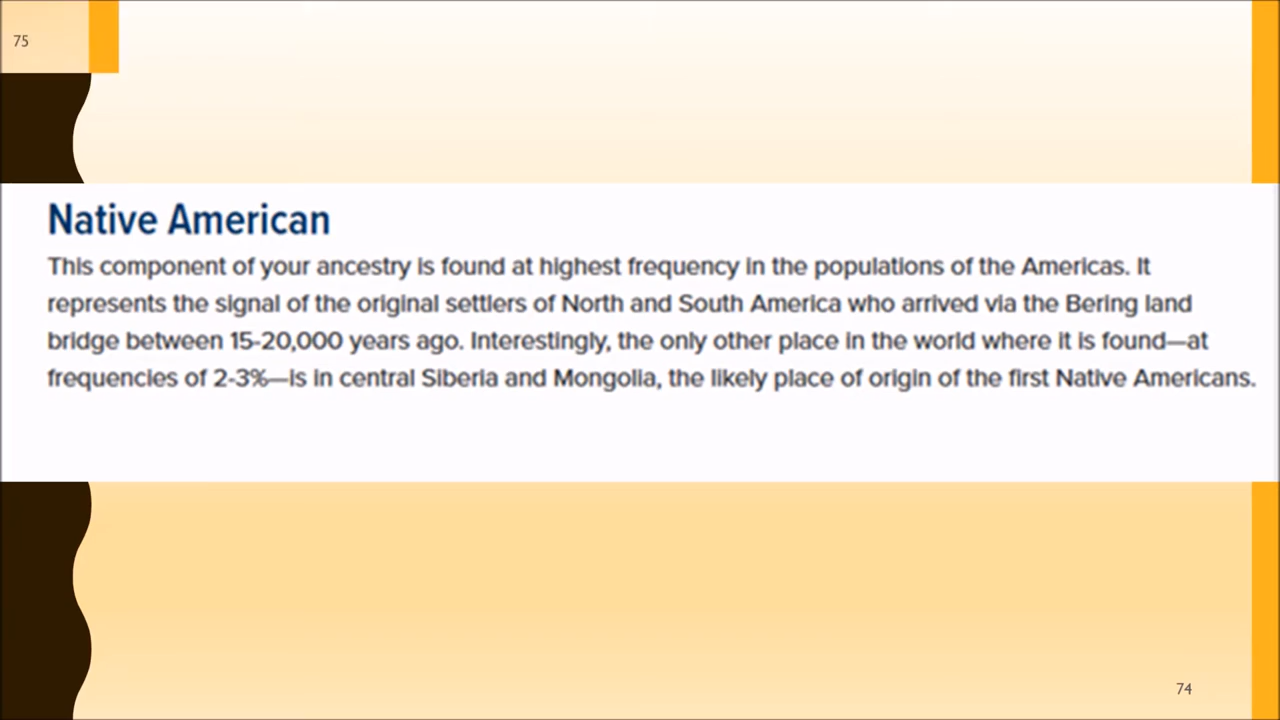 75
Native American
This component of your ancestry is found at highest frequency in the populations of the Americas. It
represents the signal of the original settlers of North and South America who arrived via the Bering land
bridge between 15-20,000 years ago. Interestingly, the only other place in the world where it is found—at
frequencies of 2-3%—is in central Siberia and Mongolia, the likely place of origin of the first Native Americans.
74